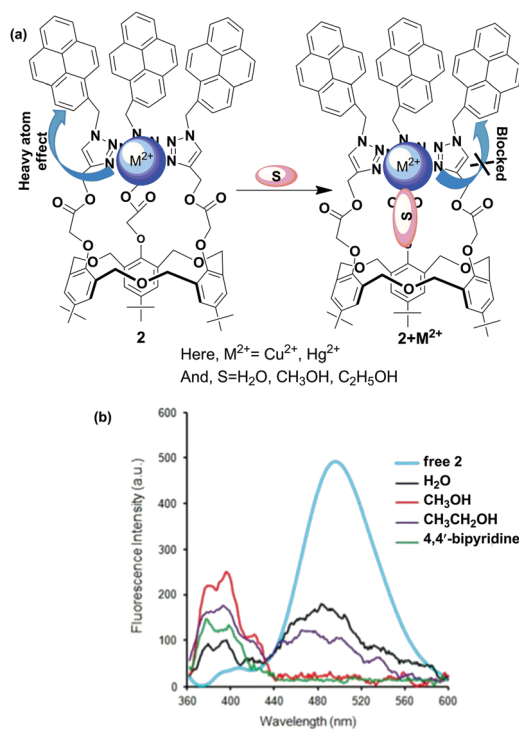 (a)
N N N
N N N N N
Heavy atom
effect
M2+
S
M2+
Blocked
S
O O O O O O
O O O O O O
O O O
2
2+M2+
Here, M2+= Cu2+, Hg2+
And, S=H2O, CH3OH, C2H5OH
(b)
600
500
400
300
200
100
0
Fluorescence Intensity (a.u.)
free 2
H2O
CH3OH
CH3CH2OH
4,4'-bipyridine
360 400 440 480 520 560 600
Wavelength (nm)